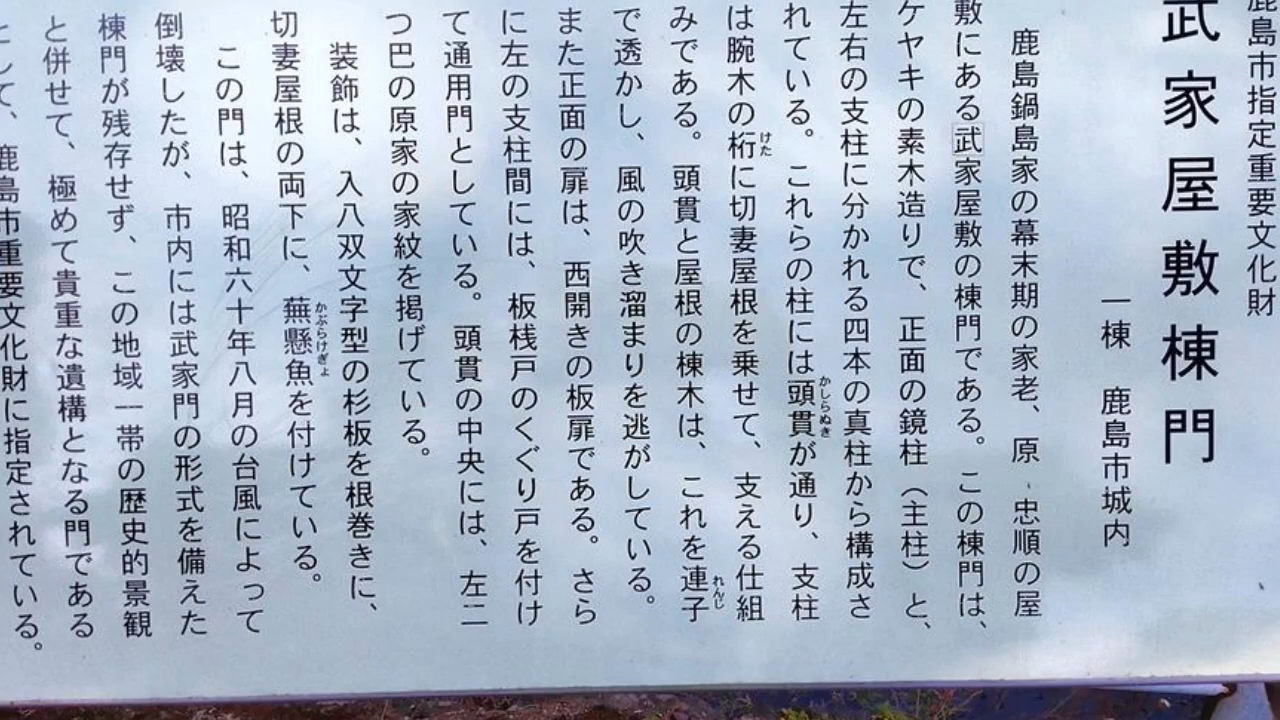 鹿島市指定重要文化財
武家屋敷棟門
一棟　鹿島市城内
鹿島鍋島家の幕末期の家老、原　忠順の屋
敷にある武家屋敷の棟門である。この棟門は、
ケヤキの素木造りで、正面の鏡柱（主柱）と、
左右の支柱に分かれる四本の真柱から構成さ
れている。これらの柱には頭貫が通り、支柱
は腕木の桁に切妻屋根を乗せて、支える仕組
みである。頭貫と屋根の棟木は、これを連子
で透かし、風の吹き溜まりを逃がしている。
また正面の扉は、西開きの板扉である。さら
に左の支柱間には、板桟戸のくぐり戸を付け
て通用門としている。頭貫の中央には、左二
つ巴の原家の家紋を掲げている。
装飾は、入八双文字型の杉板を根巻きに、
切妻屋根の両下に、蕪懸魚を付けている。
この門は、昭和六十年八月の台風によって
倒壊したが、市内には武家門の形式を備えた
棟門が残存せず、この地域一帯の歴史的景観
と併せて、極めて貴重な遺構となる門である
として、鹿島市重要文化財に指定されている。